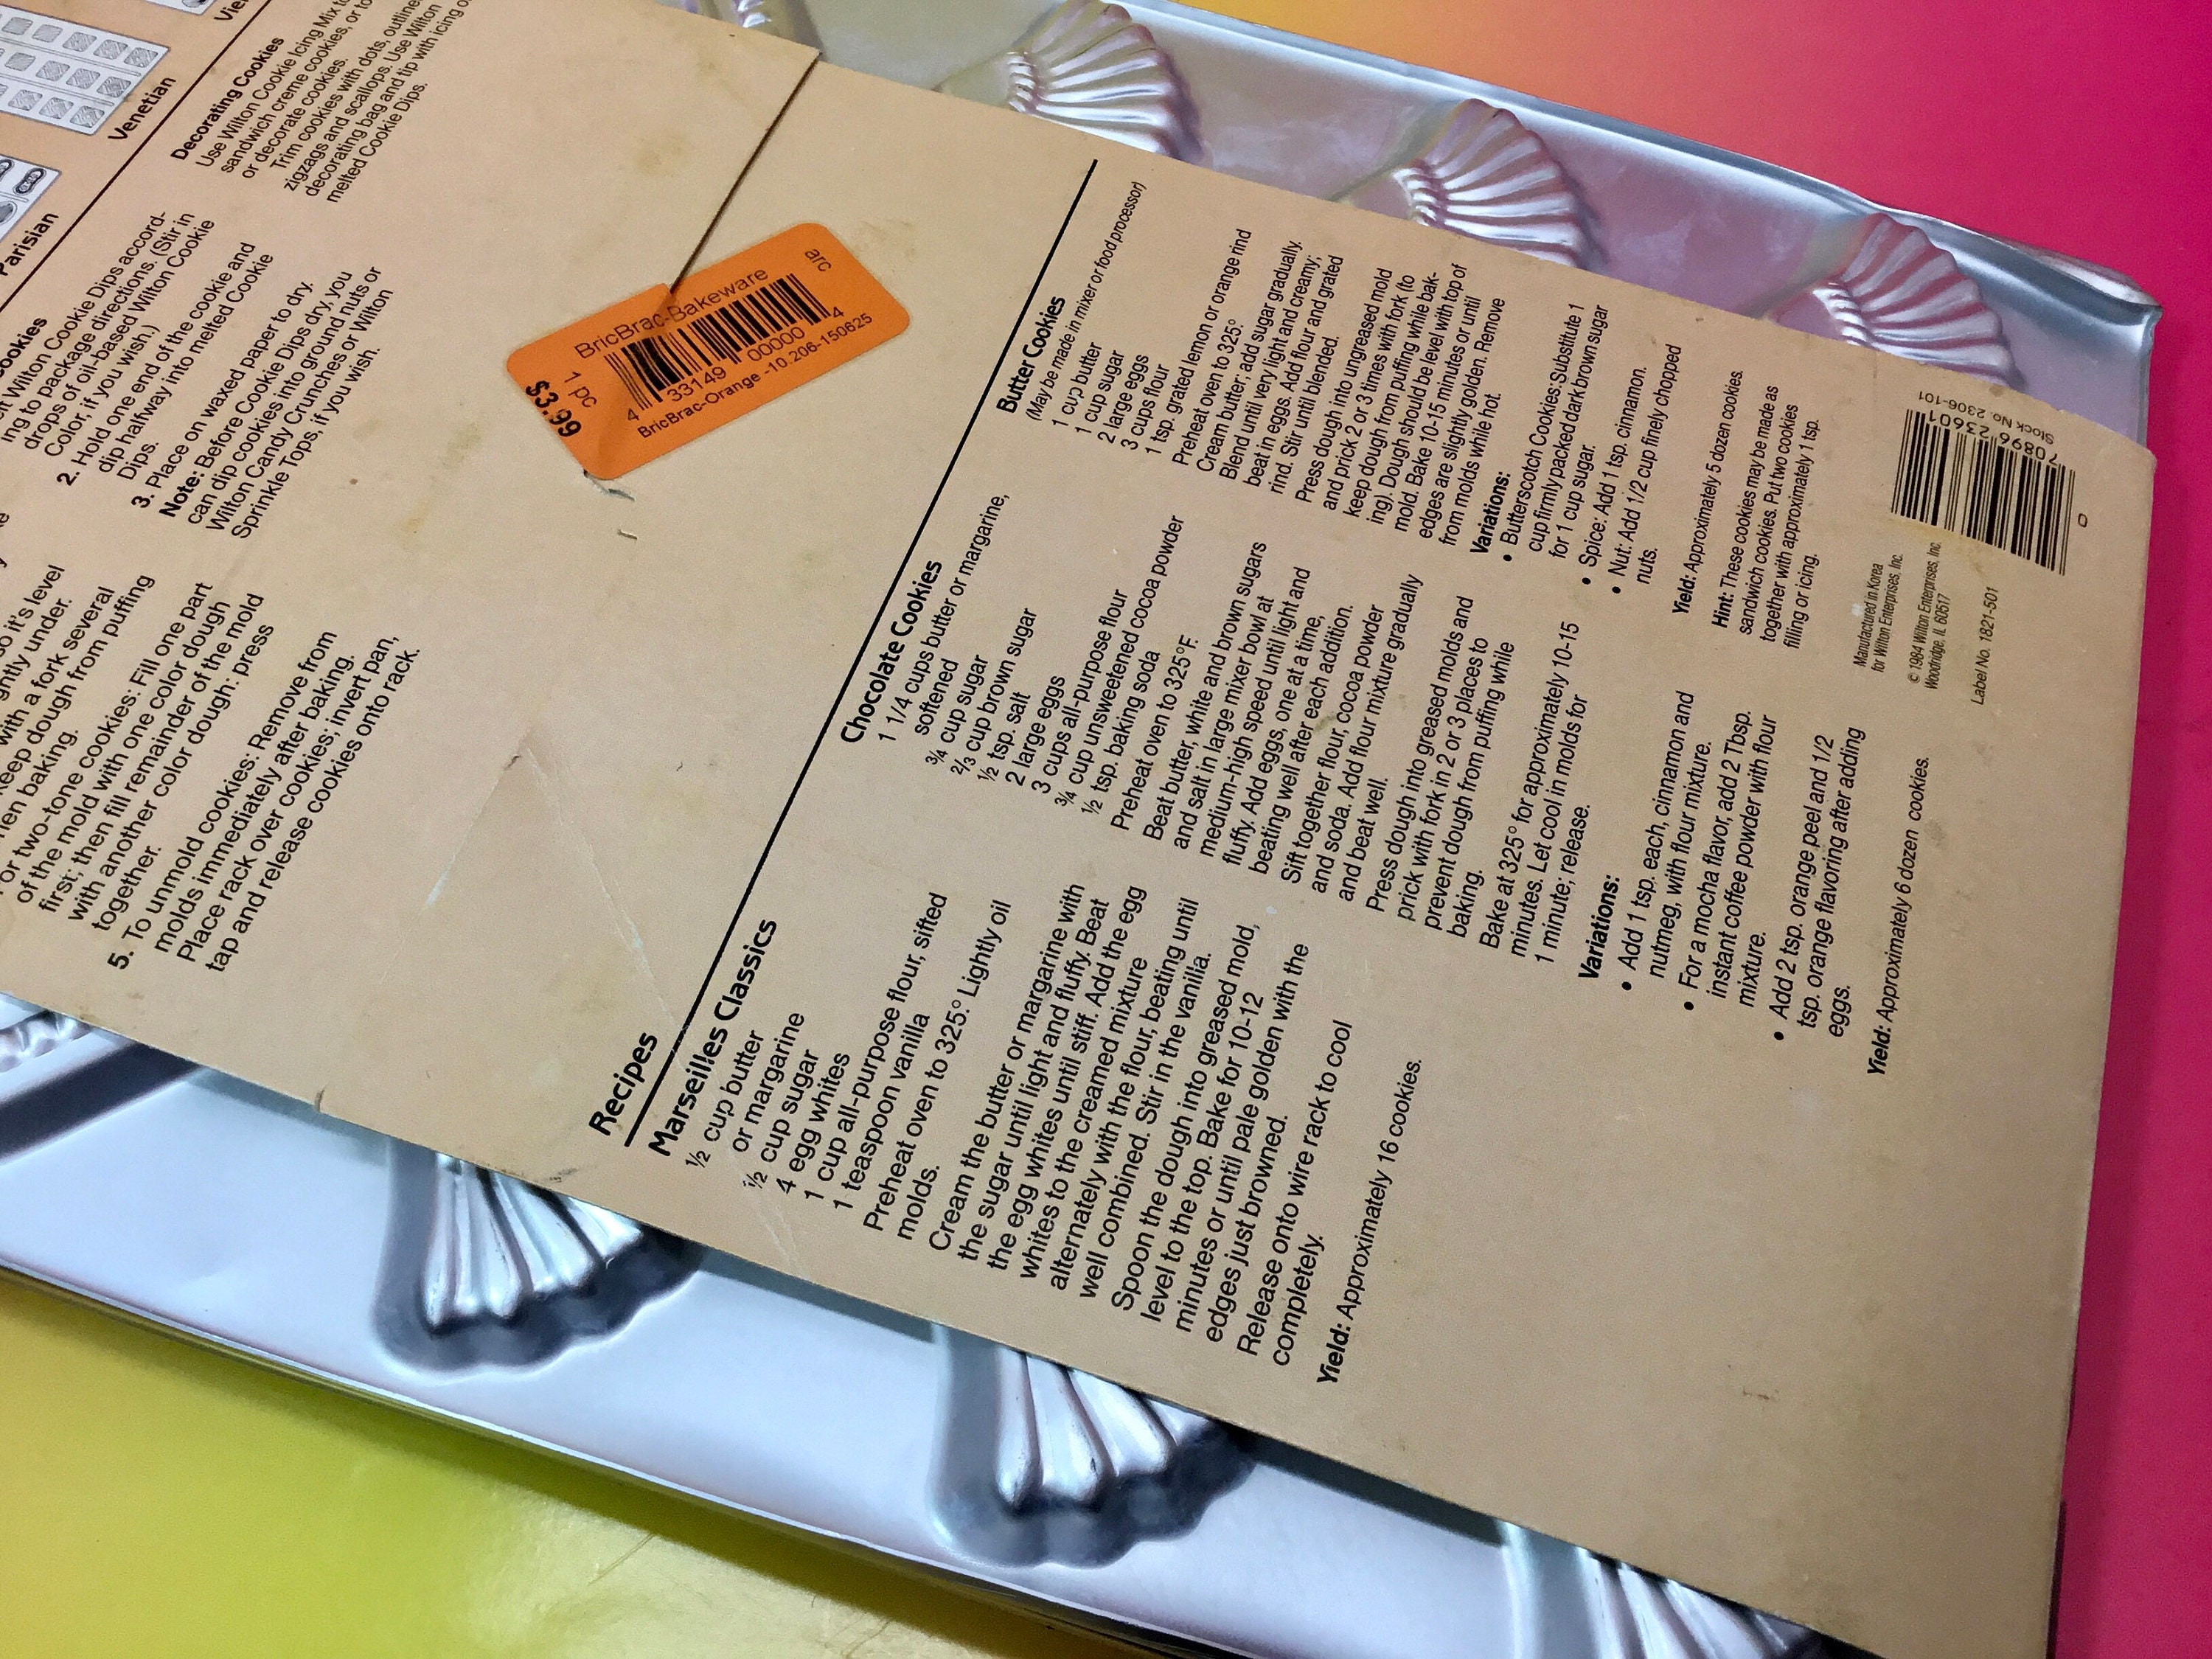 Vie
Venetian
Parisian
Decorating Cookies
Use Wilton Cookie Icing Mix to
sandwich creme cookies, or to
or decorate cookies.
Trim cookies with dots, outline
zigzags and scallops. Use Wilton
decorating bag and tip with icing o
melted Cookie Dips.
ookies
lt Wilton Cookie Dips accord-
ing to package directions. (Stir in
drops of oil-based Wilton Cookie
Color, if you wish.)
2. Hold one end of the cookie and
dip halfway into melted Cookie
Dips.
3. Place on waxed paper to dry.
Note: Before Cookie Dips dry, you
can dip cookies into ground nuts or
Wilton Candy Crunches or Wilton
Sprinkle Tops, if you wish.
so it's level
ghtly under.
with a fork several
keep dough from puffing
hen baking.
or two-tone cookies: Fill one part
of the mold with one color dough
first; then fill remainder of the mold
with another color dough: press
together.
5. To unmold cookies: Remove from
molds immediately after baking.
Place rack over cookies; invert pan,
tap and release cookies onto rack.
BricBrac-Bakeware
arc
1 pc
$3.99
4 33149 00000 4
BricBrac-Orange -10.206-150625
Recipes
Marseilles Classics
½ cup butter
or margarine
½ cup sugar
4 egg whites
1 cup all-purpose flour, sifted
1 teaspoon vanilla
Preheat oven to 325.° Lightly oil
molds.
Cream the butter or margarine with
the sugar until light and fluffy. Beat
the egg whites until stiff. Add the egg
whites to the creamed mixture
alternately with the flour, beating until
well combined. Stir in the vanilla.
Spoon the dough into greased mold,
level to the top. Bake for 10-12
minutes or until pale golden with the
edges just browned.
Release onto wire rack to cool
completely.
Yield: Approximately 16 cookies.
Chocolate Cookies
1 1/4 cups butter or margarine,
softened
¾ cup sugar
⅔ cup brown sugar
½ tsp. salt
2 large eggs
3 cups all-purpose flour
¾ cup unsweetened cocoa powder
½ tsp. baking soda
Preheat oven to 325°F.
Beat butter, white and brown sugars
and salt in large mixer bowl at
medium-high speed until light and
fluffy. Add eggs, one at a time,
beating well after each addition.
Sift together flour, cocoa powder
and soda. Add flour mixture gradually
and beat well.
Press dough into greased molds and
prick with fork in 2 or 3 places to
prevent dough from puffing while
baking.
Bake at 325° for approximately 10-15
minutes. Let cool in molds for
1 minute; release.
Variations:
• Add 1 tsp. each, cinnamon and
nutmeg, with flour mixture.
• For a mocha flavor, add 2 Tbsp.
instant coffee powder with flour
mixture.
• Add 2 tsp. orange peel and 1/2
tsp. orange flavoring after adding
eggs.
Yield: Approximately 6 dozen cookies.
Butter Cookies
(May be made in mixer or food processor)
1 cup butter
1 cup sugar
2 large eggs
3 cups flour
1 tsp. grated lemon or orange rind
Preheat oven to 325.°
Cream butter; add sugar gradually.
Blend until very light and creamy;
beat in eggs. Add flour and grated
rind. Stir until blended.
Press dough into ungreased mold
and prick 2 or 3 times with fork (to
keep dough from puffing while bak-
ing). Dough should be level with top of
mold. Bake 10-15 minutes or until
edges are slightly golden. Remove
from molds while hot.
Variations:
• Butterscotch Cookies: Substitute 1
cup firmly packed dark brown sugar
for 1 cup sugar.
• Spice: Add 1 tsp. cinnamon.
• Nut: Add 1/2 cup finely chopped
nuts.
Yield: Approximately 5 dozen cookies.
Hint: These cookies may be made as
sandwich cookies. Put two cookies
together with approximately 1 tsp.
filling or icing.
Manufactured in Korea
for Wilton Enterprises, Inc.
© 1984 Wilton Enterprises, Inc.
Woodridge, IL 60517
Label No. 1821-501
Stock No. 2306-101
0 70896 23601